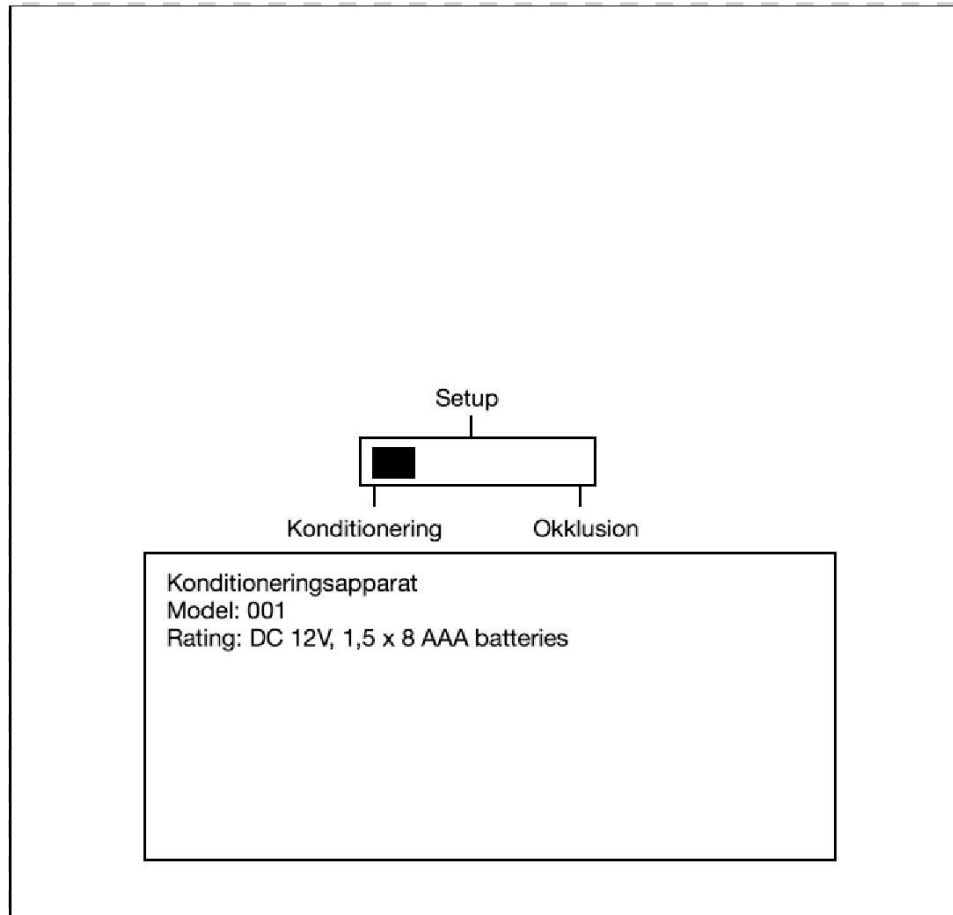 Setup
Konditionering Okklusion
Konditioneringsapparat
Model: 001
Rating: DC 12V, 1,5 x 8 AAA batteries